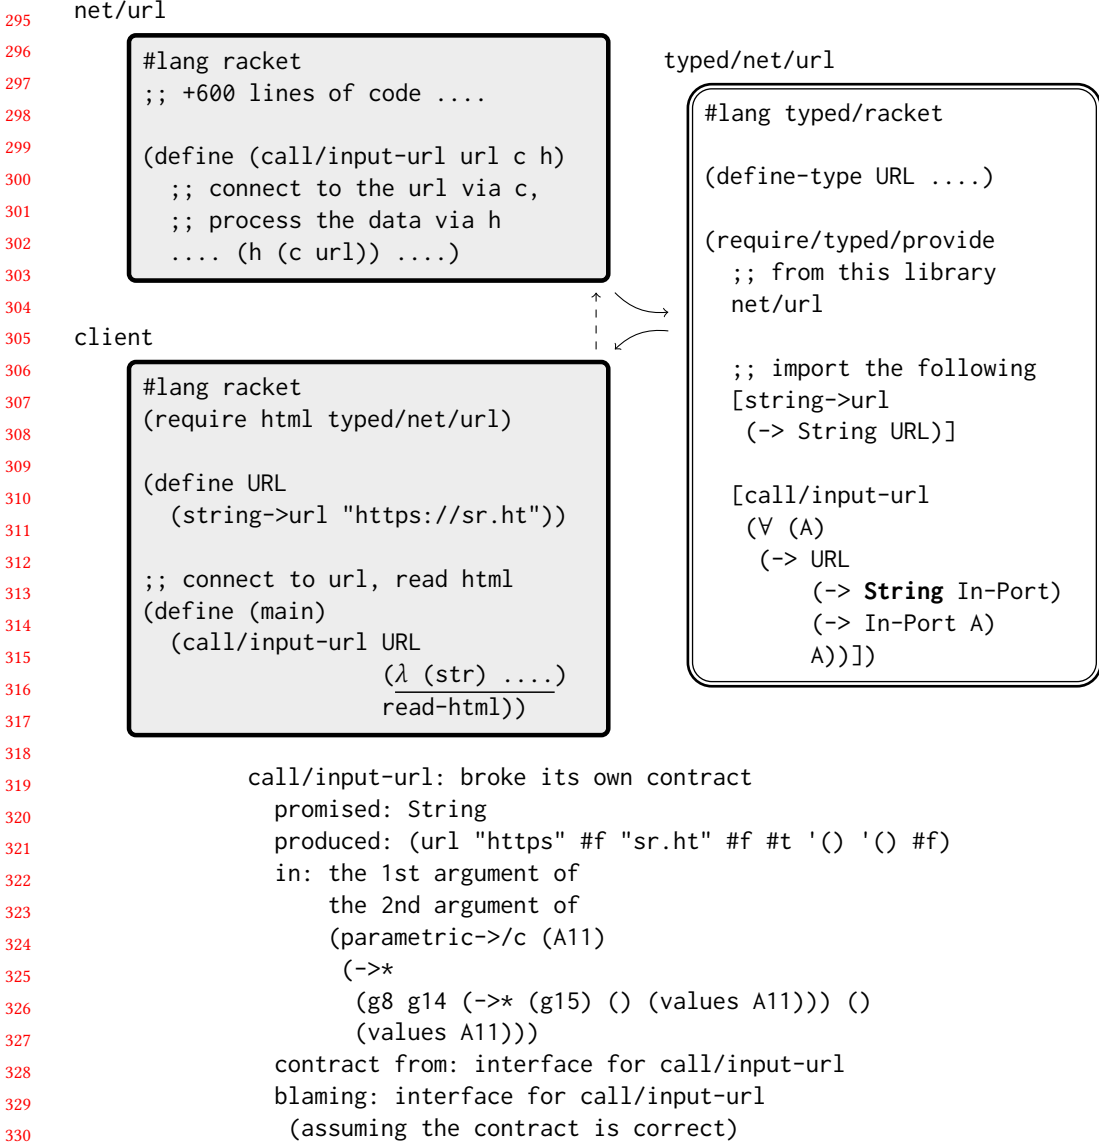 net/url
295
296
297
298
299
300
301
302
303
304
305
306
307
308
309
310
311
312
313
314
315
316
317
318
319
320
321
322
323
324
325
326
327
328
329
330
#lang racket
;; +600 lines of code ....
(define (call/input-url url c h)
;; connect to the url via c,
;; process the data via h
.... (h (c url)) ....)
client
#lang racket
(require html typed/net/url)
(define URL
(string->url "https://sr.ht"))
;; connect to url, read html
(define (main)
(call/input-url URL
(λ (str) ....)
read-html))
typed/net/url
#lang typed/racket
(define-type URL ....)
(require/typed/provide
;; from this library
net/url
;; import the following
[string->url
(-> String URL)]
[call/input-url
(∀ (A)
(-> URL
(-> String In-Port)
(-> In-Port A)
A))])
call/input-url: broke its own contract
promised: String
produced: (url "https" #f "sr.ht" #f #t '() '() #f)
in: the 1st argument of
the 2nd argument of
(parametric->/c (A11)
(->*
(g8 g14 (->* (g15) () (values A11))) ()
(values A11)))
contract from: interface for call/input-url
blaming: interface for call/input-url
(assuming the contract is correct)